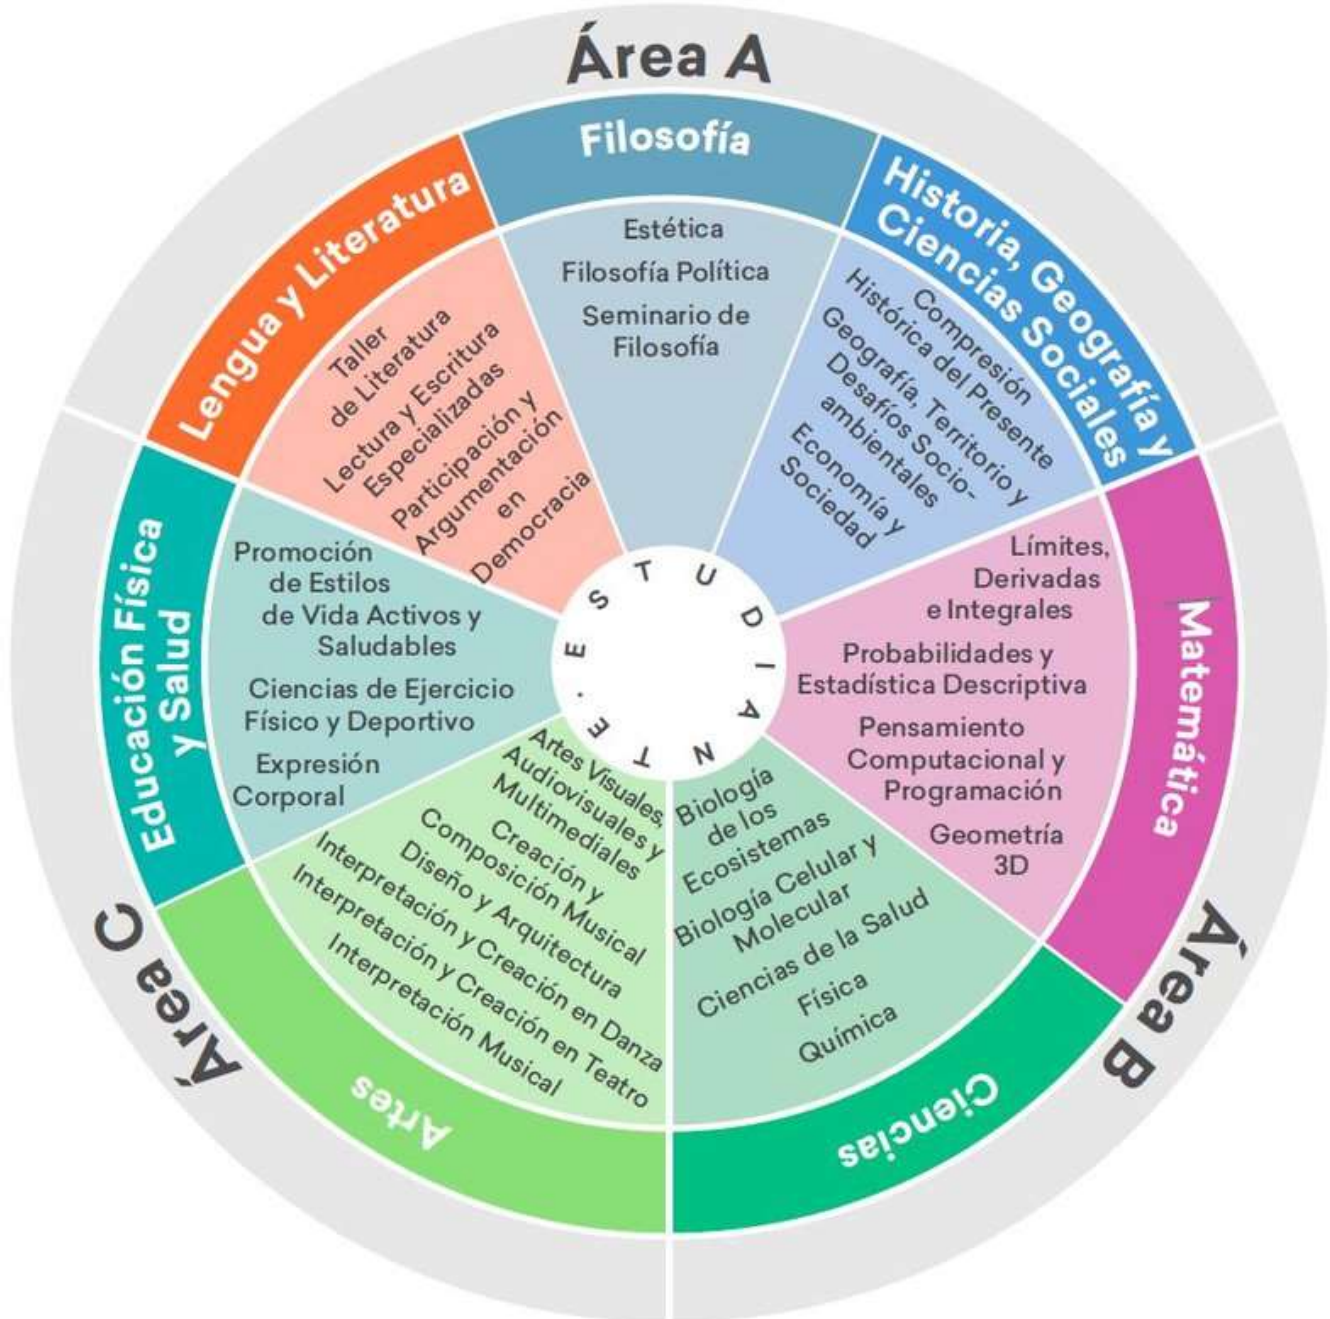 Área A
Filosofía
Estética
Filosofía Política
Seminario de
Filosofía
Historia, Geografía y
Ciencias Sociales
Compresión
Histórica del Presente
Geografía, Territorio y
Desafíos Socio-
ambientales
Economía y
Sociedad
Área B
Matemática
Límites,
Derivadas
e Integrales
Probabilidades y
Estadística Descriptiva
Pensamiento
Computacional y
Programación
Geometría
3D
Ciencias
Biología
de los
Ecosistemas
Biología Celular y
Molecular
Ciencias de la Salud
Física
Química
Área C
Artes
Artes Visuales,
Audiovisuales y
Multimediales
Creación y
Composición Musical
Diseño y Arquitectura
Interpretación y Creación en Danza
Interpretación y Creación en Teatro
Interpretación Musical
Educación Física
y Salud
Promoción
de Estilos
de Vida Activos y
Saludables
Ciencias de Ejercicio
Físico y Deportivo
Expresión
Corporal
Lengua y Literatura
Taller
de Literatura
Lectura y Escritura
Especializadas
Participación y
Argumentación
en
Democracia
ESTUDIANTE.